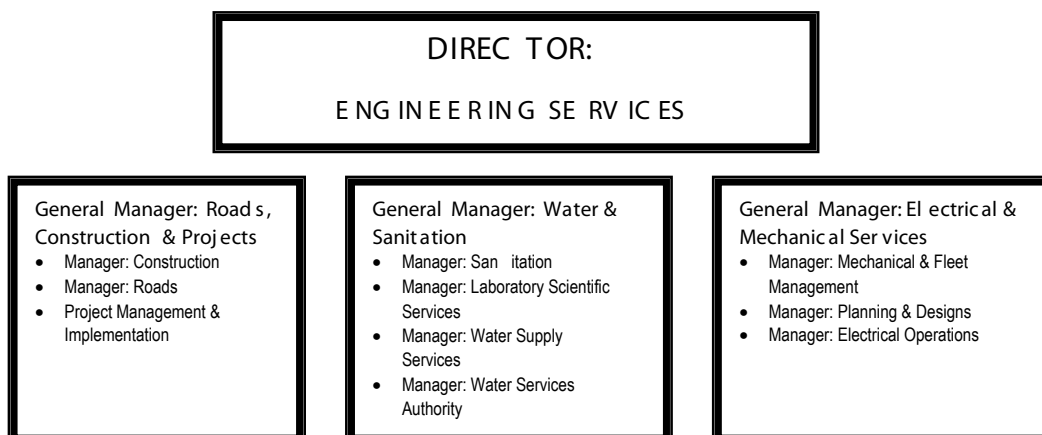 DIRECTOR:
ENGINEERING SERVICES
General Manager: Roads,
Construction & Projects
• Manager: Construction
• Manager: Roads
• Project Management &
Implementation
General Manager: Water &
Sanitation
• Manager: Sanitation
• Manager: Laboratory Scientific
Services
• Manager: Water Supply
Services
• Manager: Water Services
Authority
General Manager: Electrical &
Mechanical Services
• Manager: Mechanical & Fleet
Management
• Manager: Planning & Designs
• Manager: Electrical Operations